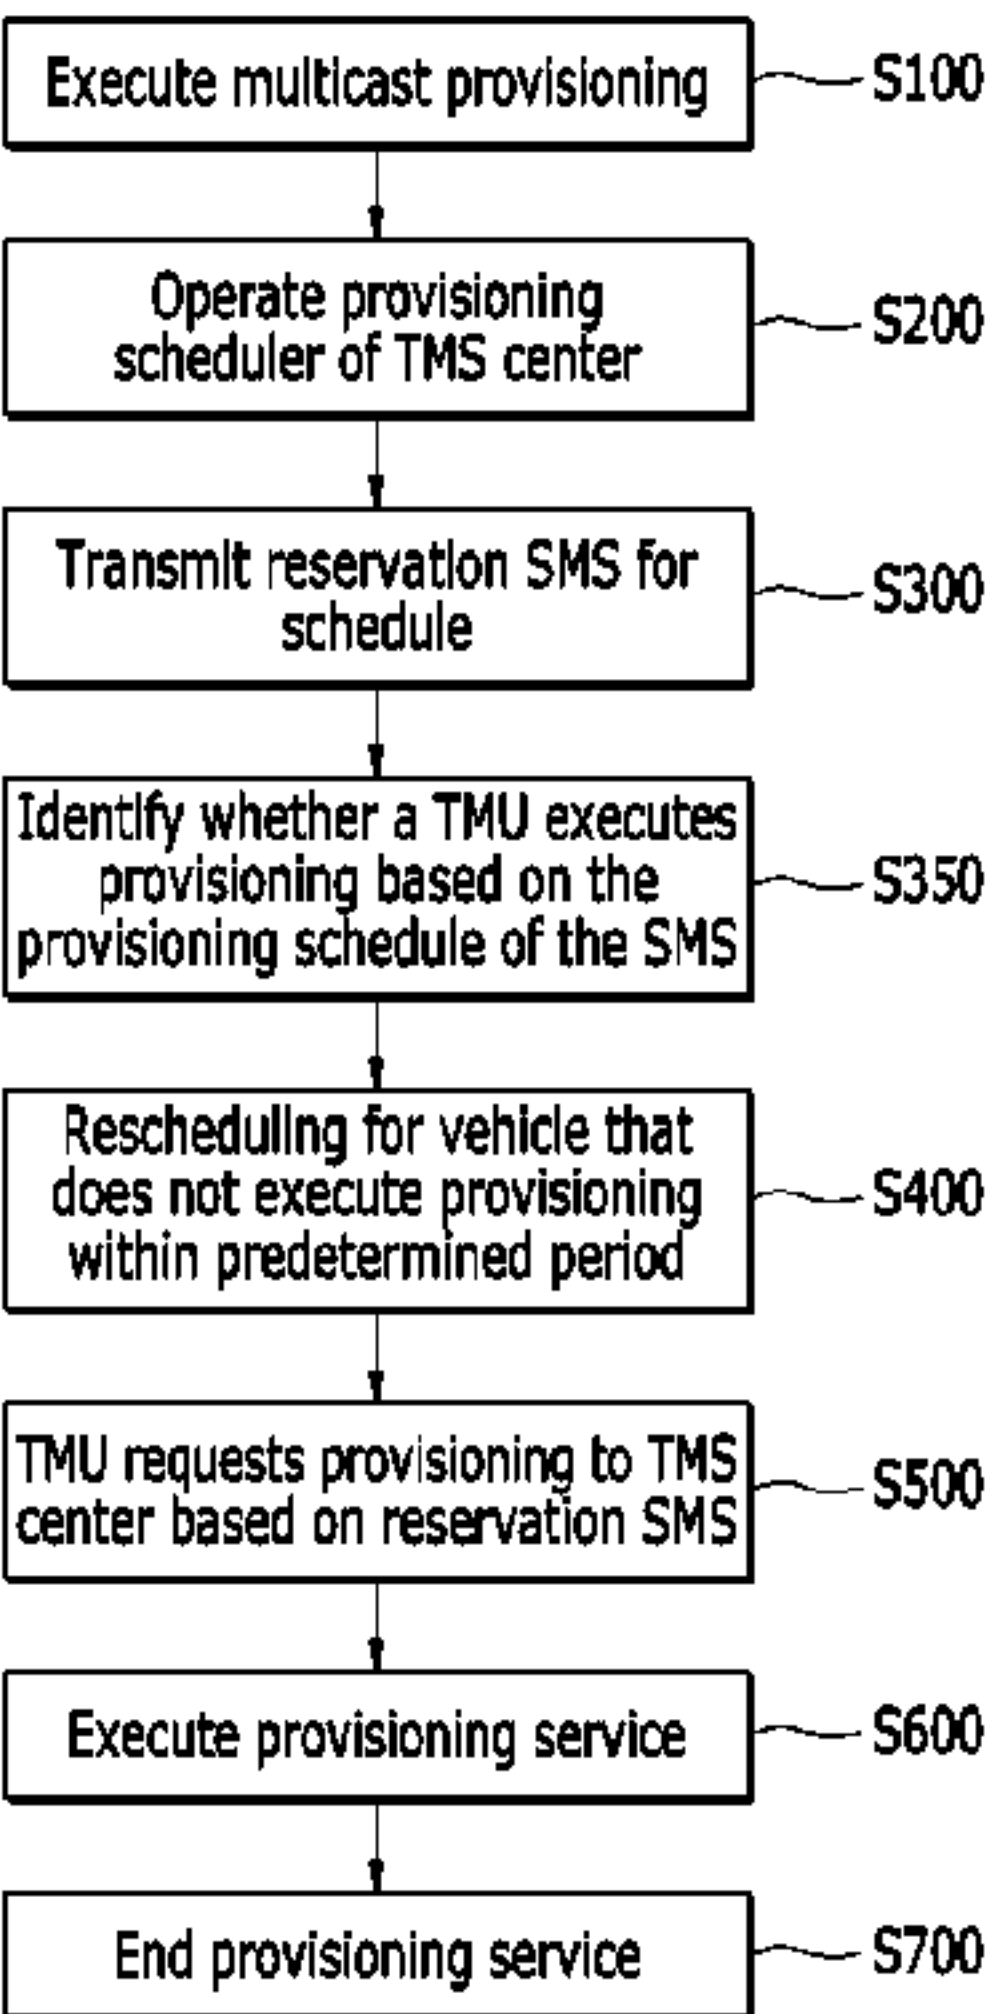 Execute multicast provisioning
S100
Operate provisioning
scheduler of TMS center
S200
Transmit reservation SMS for
schedule
S300
Identify whether a TMU executes
provisioning based on the
provisioning schedule of the SMS
S350
Rescheduling for vehicle that
does not execute provisioning
within predetermined period
S400
TMU requests provisioning to TMS
center based on reservation SMS
S500
Execute provisioning service
S600
End provisioning service
S700